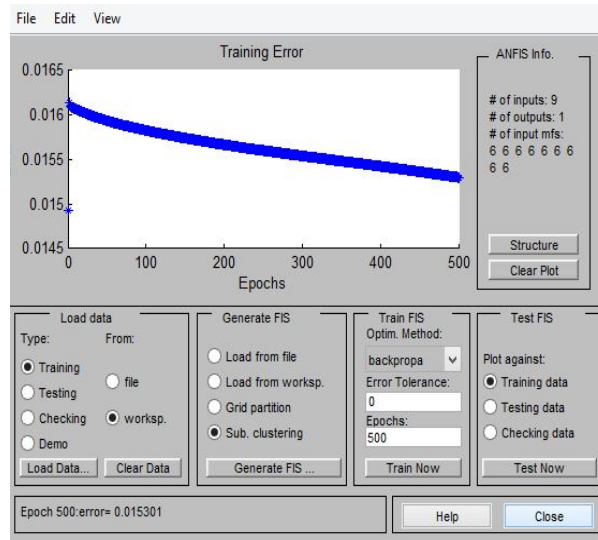 File Edit View
Training Error
0.0165
0.016
0.0155
0.015
0.0145
0 100 200 300 400 500
Epochs
ANFIS Info.
# of inputs: 9
# of outputs: 1
# of input mfs:
6 6 6 6 6 6 6
6 6
Structure
Clear Plot
Load data
Type: From:
Training
Testing
Checking
Demo
file
worksp.
Load Data... Clear Data
Generate FIS
Load from file
Load from worksp.
Grid partition
Sub. clustering
Generate FIS ...
Train FIS
Optim. Method:
backpropa
Error Tolerance:
0
Epochs:
500
Train Now
Test FIS
Plot against:
Training data
Testing data
Checking data
Test Now
Epoch 500:error= 0.015301
Help Close